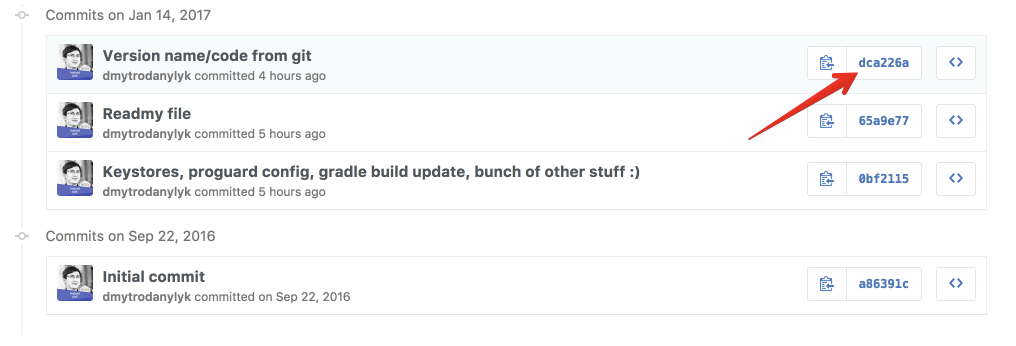 Commits on Jan 14, 2017
Version name/code from git
dca226a
dmytrodanylyk committed 4 hours ago
Readmy file
65a9e77
dmytrodanylyk committed 5 hours ago
Keystores, proguard config, gradle build update, bunch of other stuff :)
0bf2115
dmytrodanylyk committed 5 hours ago
Commits on Sep 22, 2016
Initial commit
a86391c
dmytrodanylyk committed on Sep 22, 2016